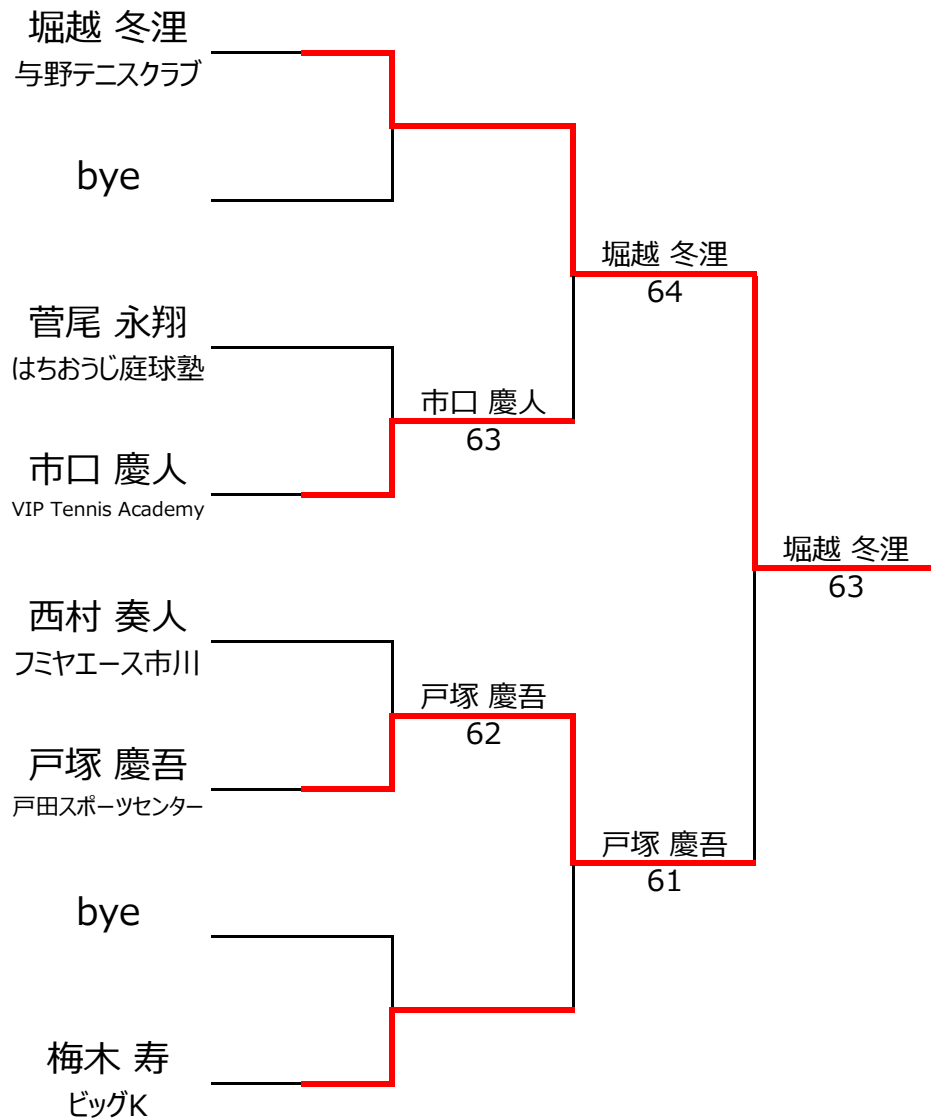 堀越 冬浬
与野テニスクラブ
bye
堀越 冬浬
64
菅尾 永翔
はちおうじ庭球塾
市口 慶人
63
市口 慶人
VIP Tennis Academy
堀越 冬浬
63
西村 奏人
フミヤエース市川
戸塚 慶吾
62
戸塚 慶吾
戸田スポーツセンター
戸塚 慶吾
61
bye
梅木 寿
ビッグK